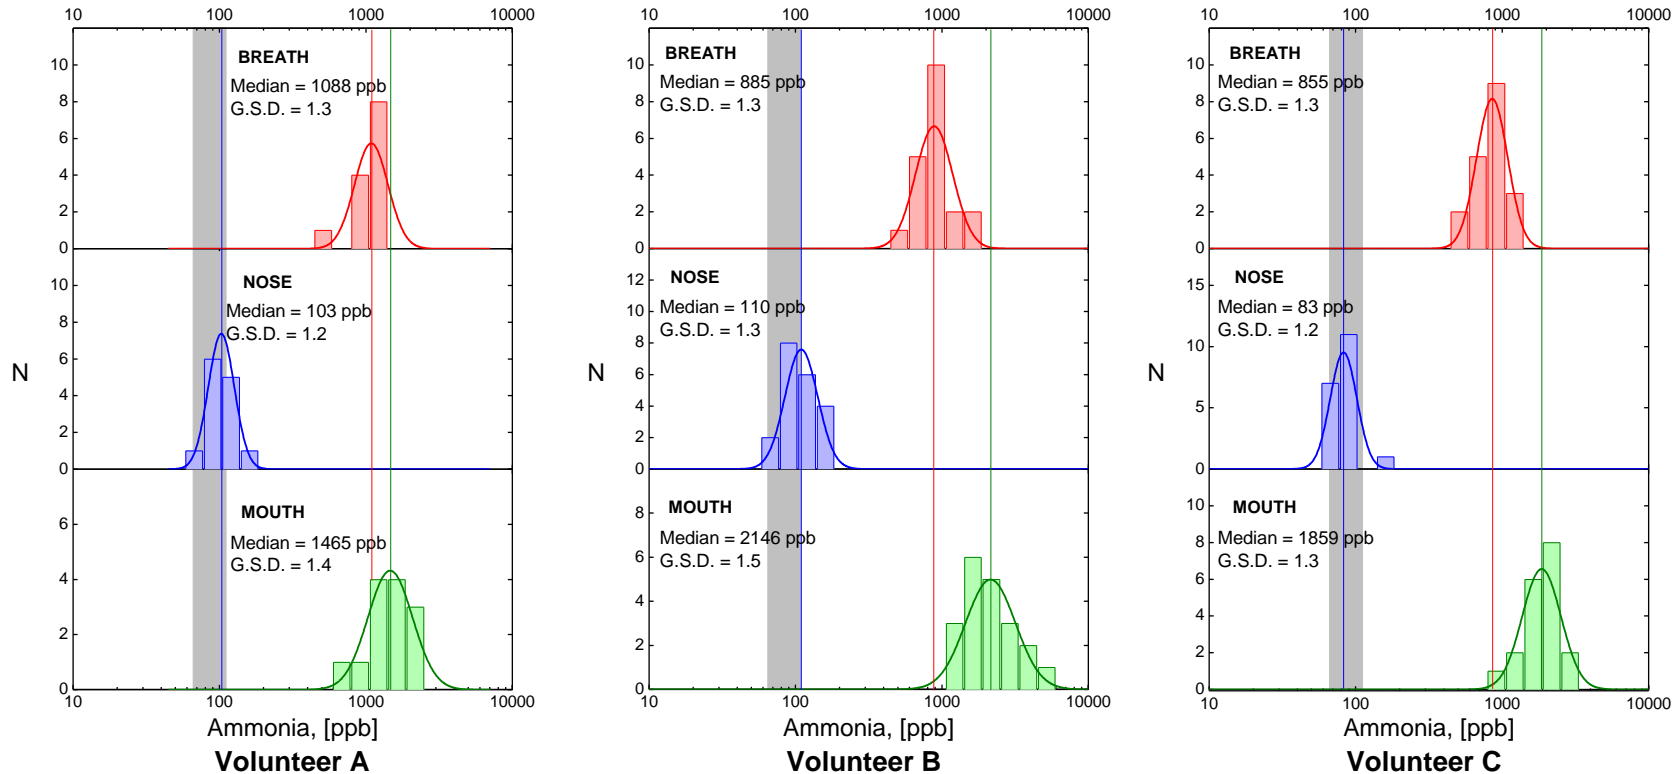 10 100 1000 10000
10
8
6
4
2
0
BREATH
Median = 1088 ppb
G.S.D. = 1.3
10
8
6
4
2
0
NOSE
Median = 103 ppb
G.S.D. = 1.2
N
6
4
2
0
MOUTH
Median = 1465 ppb
G.S.D. = 1.4
10 100 1000 10000
Ammonia, [ppb]
Volunteer A
10 100 1000 10000
10
8
6
4
2
0
BREATH
Median = 885 ppb
G.S.D. = 1.3
12
10
8
6
4
2
0
NOSE
Median = 110 ppb
G.S.D. = 1.3
N
8
6
4
2
0
MOUTH
Median = 2146 ppb
G.S.D. = 1.5
10 100 1000 10000
Ammonia, [ppb]
Volunteer B
10 100 1000 10000
10
8
6
4
2
0
BREATH
Median = 855 ppb
G.S.D. = 1.3
15
10
5
0
NOSE
Median = 83 ppb
G.S.D. = 1.2
N
10
8
6
4
2
0
MOUTH
Median = 1859 ppb
G.S.D. = 1.3
10 100 1000 10000
Ammonia, [ppb]
Volunteer C